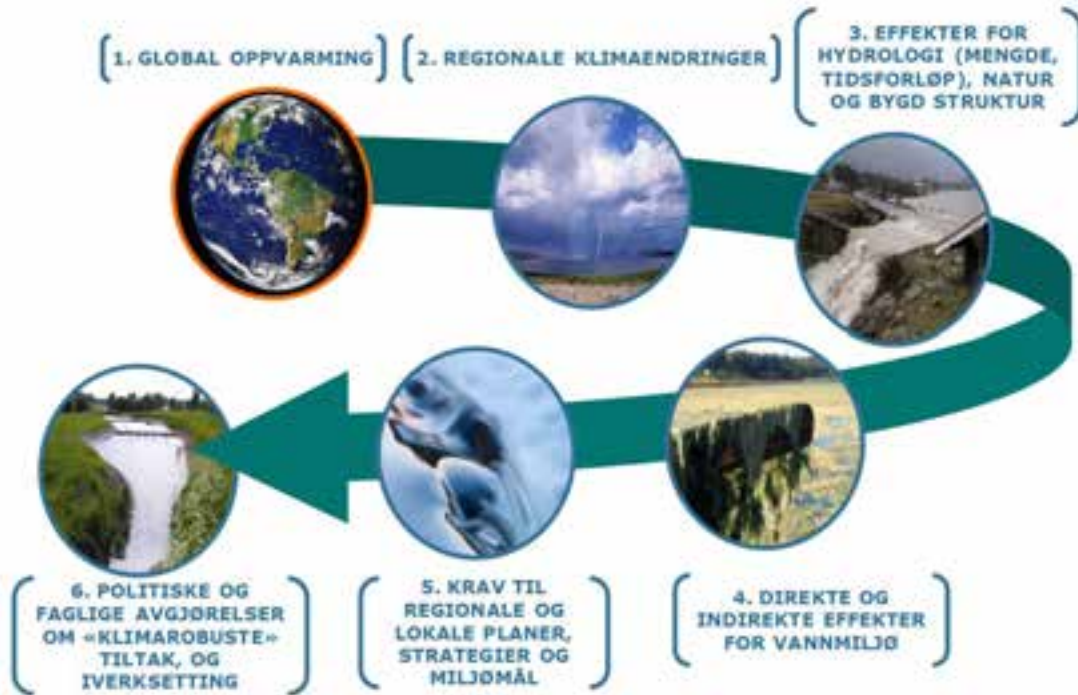 1. GLOBAL OPPVARMING
2. REGIONALE KLIMAENDRINGER
3. EFFEKTER FOR
HYDROLOGI (MENGDE,
TIDSFORLØP), NATUR
OG BYGD STRUKTUR
4. DIREKTE OG
INDIREKTE EFFEKTER
FOR VANNMILJØ
5. KRAV TIL
REGIONALE OG
LOKALE PLANER,
STRATEGIER OG
MILJØMÅL
6. POLITISKE OG
FAGLIGE AVGJØRELSER
OM «KLIMAROBUSTE»
TILTAK, OG
IVERKSETTING